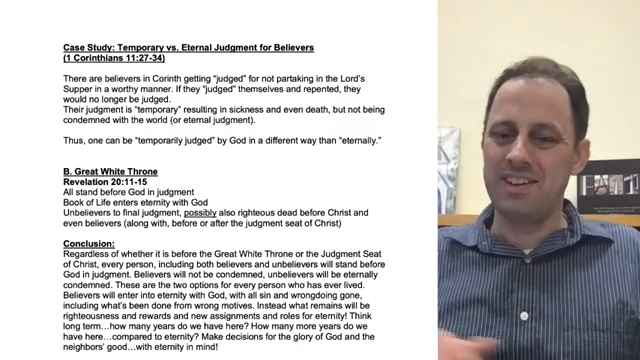 Case Study: Temporary vs. Eternal Judgment for Believers
(1 Corinthians 11:27-34)
There are believers in Corinth getting “judged” for not partaking in the Lord’s
Supper in a worthy manner. If they “judged” themselves and repented, they
would no longer be judged.
Their judgment is “temporary” resulting in sickness and even death, but not being
condemned with the world (or eternal judgment).
Thus, one can be “temporarily judged” by God in a different way than “eternally.”
B. Great White Throne
Revelation 20:11-15
All stand before God in judgment
Book of Life enters eternity with God
Unbelievers to final judgment, possibly also righteous dead before Christ and
even believers (along with, before or after the judgment seat of Christ)
Conclusion:
Regardless of whether it is before the Great White Throne or the Judgment Seat
of Christ, every person, including both believers and unbelievers will stand before
God in judgment. Believers will not be condemned, unbelievers will be eternally
condemned. These are the two options for every person who has ever lived.
Believers will enter into eternity with God, with all sin and wrongdoing gone,
including what’s been done from wrong motives. Instead what remains will be
righteousness and rewards and new assignments and roles for eternity! Think
long term…how many years do we have here? How many more years do we
have here…compared to eternity? Make decisions for the glory of God and the
neighbors’ good…with eternity in mind!